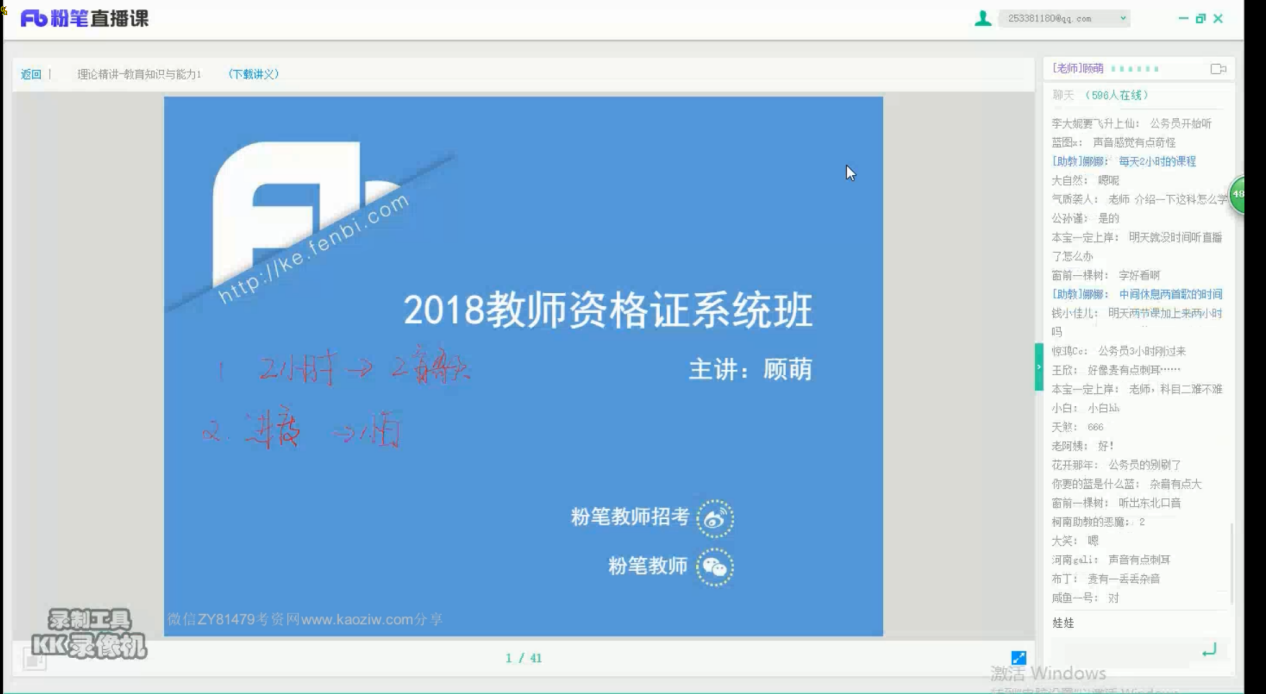 粉笔直播课
253381180@qq.com
返回
理论精讲-教育知识与能力1
(下载讲义)
http://ke.fenbi.com
2018教师资格证系统班
主讲：顾萌
1. 2小时 → 2
2. 进度 →
粉笔教师招考
粉笔教师
微信ZY81479考资网www.kaoziw.com分享
录制工具
KK录像机
1 / 41
[老师]顾萌
聊天 （596人在线）
李大妮要飞升上仙： 公务员开始听
蓝图x： 声音感觉有点奇怪
[助教]娜娜： 每天2小时的课程
大自然： 嗯呢
气质袭人： 老师 介绍一下这科怎么学
公孙谨： 是的
本宝一定上岸： 明天就没时间听直播
了怎么办
窗前一棵树： 字好看啊
[助教]娜娜： 中间休息两首歌的时间
钱小佳儿： 明天两节课加上来两小时
吗
惊鸿Cc： 公务员3小时刚过来
王欣： 好像麦有点刺耳……
本宝一定上岸： 老师，科目二难不难
小白： 小白hh
天煞： 666
老阿姨： 好！
花开那年： 公务员的别刷了
你要的蓝是什么蓝： 杂音有点大
窗前一棵树： 听出东北口音
柯南助教的恶魔： 2
大笑： 嗯
河南gali： 声音有点刺耳
布丁： 麦有一丢丢杂音
咸鱼一号： 对
娃娃
48
激活 Windows